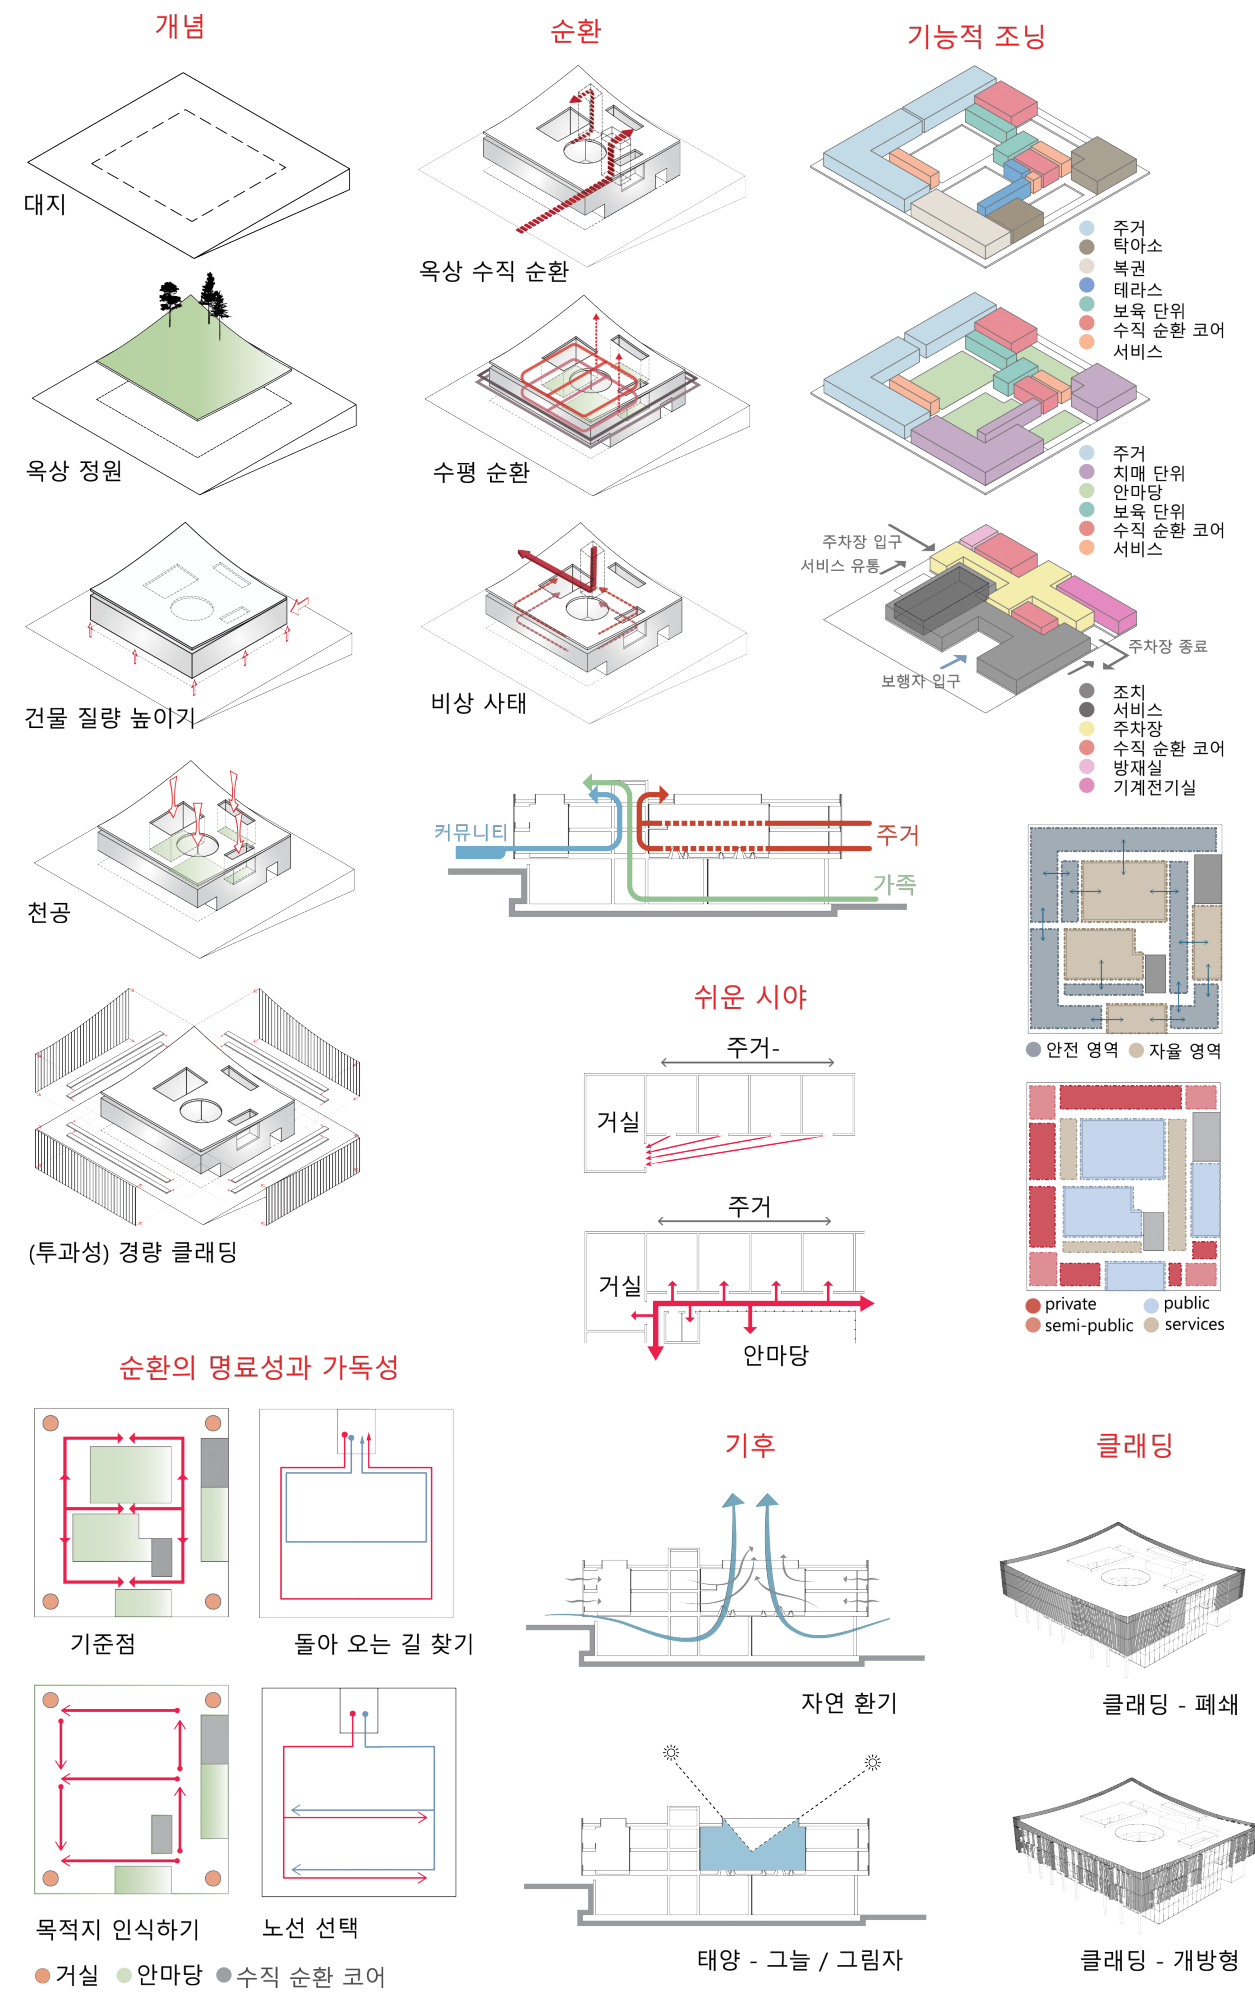 개념
대지
옥상 정원
건물 질량 높이기
천공
(투과성) 경량 클래딩
순환
옥상 수직 순환
수평 순환
비상 사태
커뮤니티
주거
가족
기능적 조닝
주거
탁아소
복권
테라스
보육 단위
수직 순환 코어
서비스
주거
치매 단위
안마당
보육 단위
수직 순환 코어
서비스
주차장 입구
서비스 유통
보행자 입구
주차장 종료
조치
서비스
주차장
수직 순환 코어
방재실
기계전기실
안전 영역
자율 영역
private
public
semi-public
services
쉬운 시야
주거-
거실
주거
거실
안마당
순환의 명료성과 가독성
기준점
돌아 오는 길 찾기
목적지 인식하기
노선 선택
거실
안마당
수직 순환 코어
기후
자연 환기
태양 - 그늘 / 그림자
클래딩
클래딩 - 폐쇄
클래딩 - 개방형